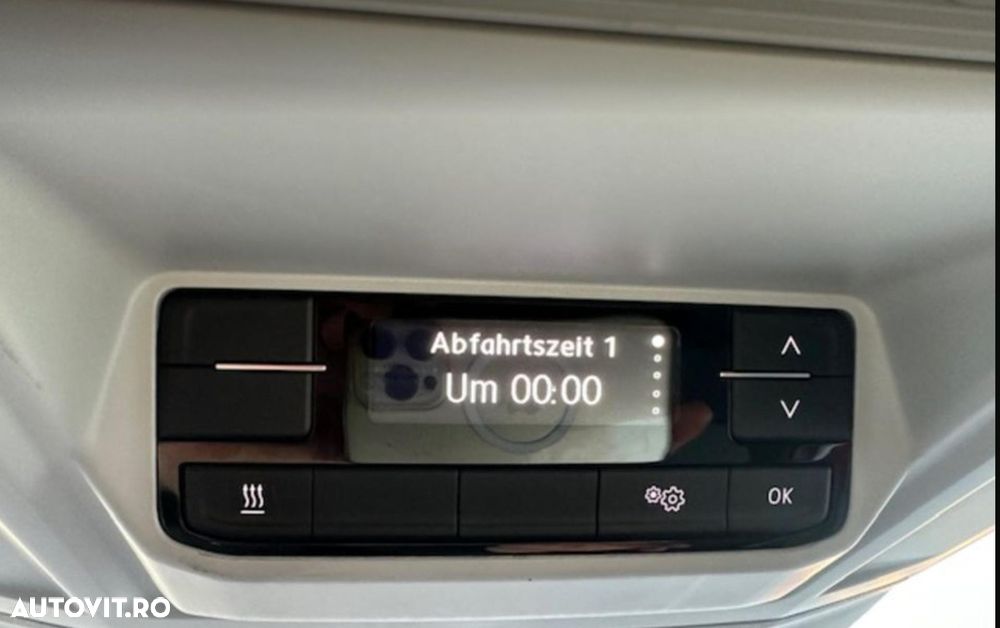 Abfahrtszeit 1
Um 00:00
OK
AUTOVIT.RO